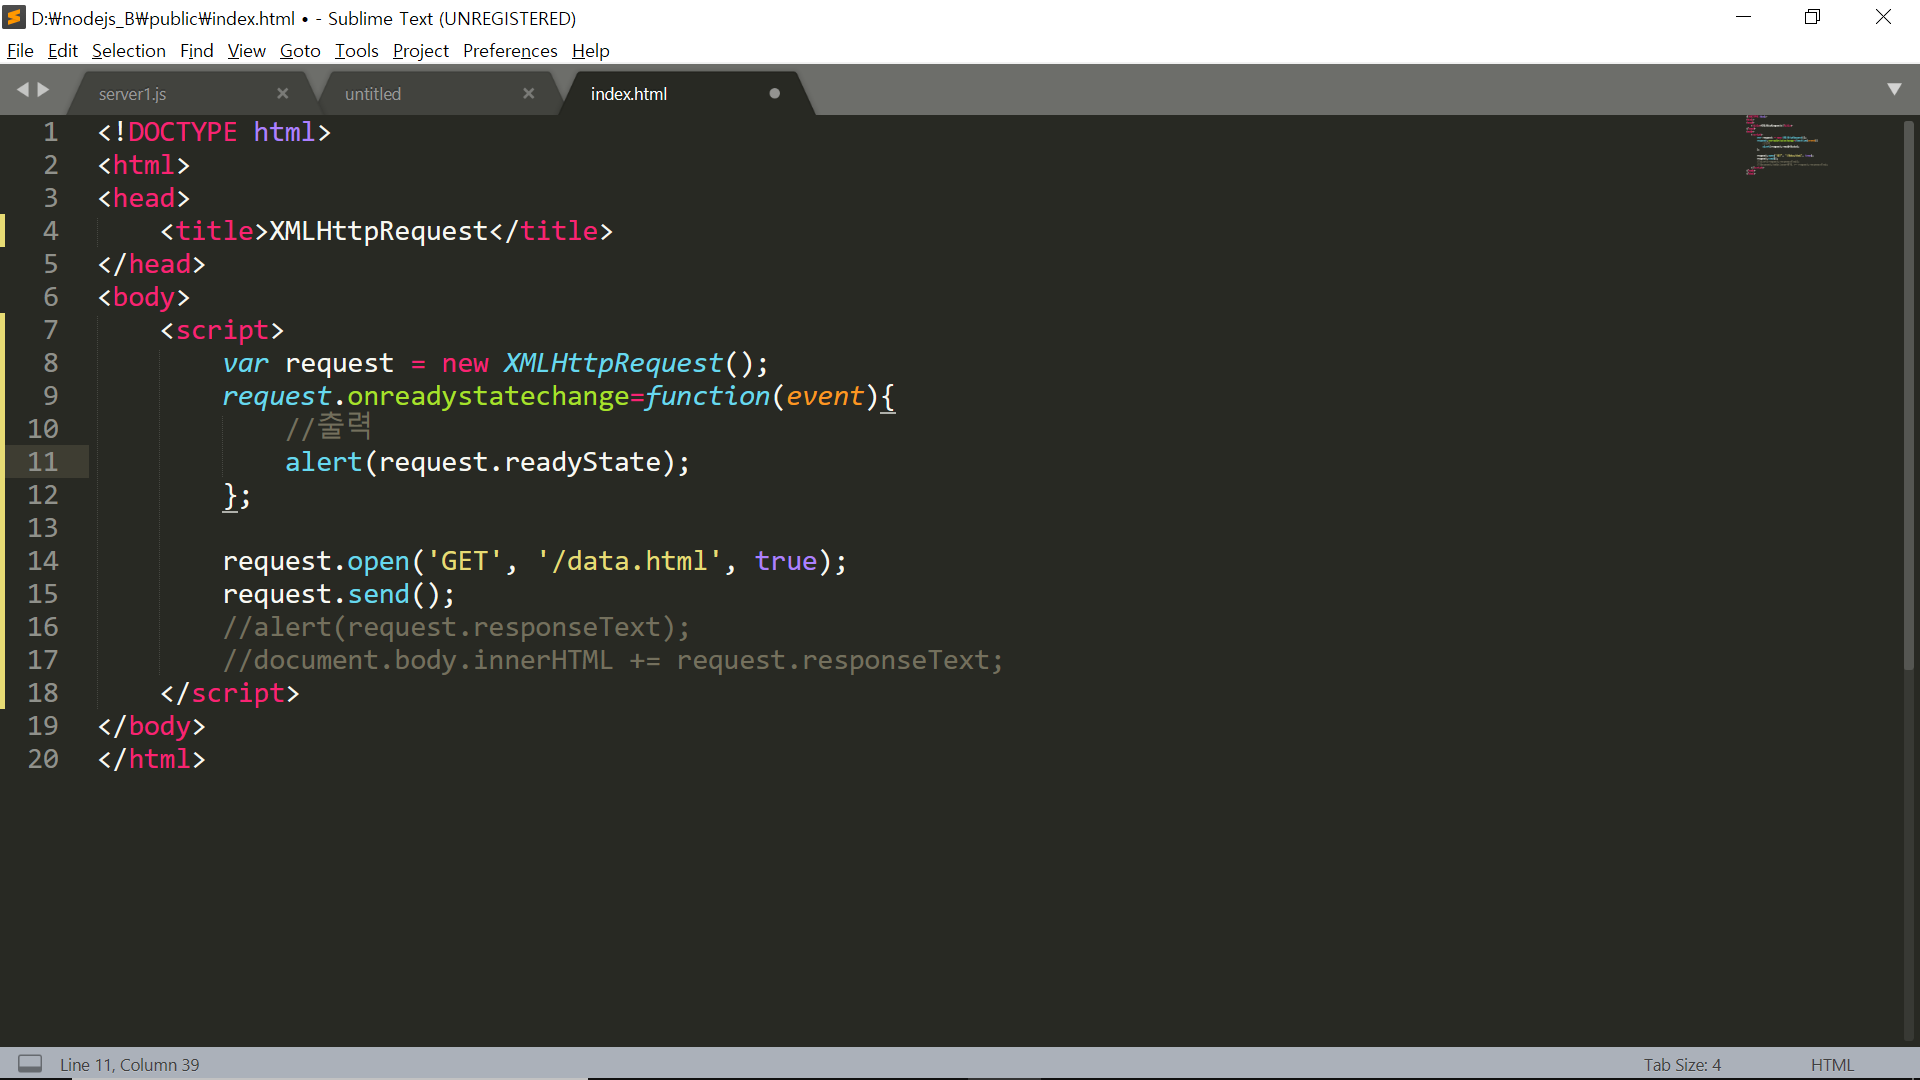 D:₩nodejs_B₩public₩index.html • - Sublime Text (UNREGISTERED)
File Edit Selection Find View Goto Tools Project Preferences Help
server1.js untitled index.html
1 <!DOCTYPE html>
2 <html>
3 <head>
4 <title>XMLHttpRequest</title>
5 </head>
6 <body>
7 <script>
8 var request = new XMLHttpRequest();
9 request.onreadystatechange=function(event){
10 //출력
11 alert(request.readyState);
12 };
13
14 request.open('GET', '/data.html', true);
15 request.send();
16 //alert(request.responseText);
17 //document.body.innerHTML += request.responseText;
18 </script>
19 </body>
20 </html>
Line 11, Column 39 Tab Size: 4 HTML